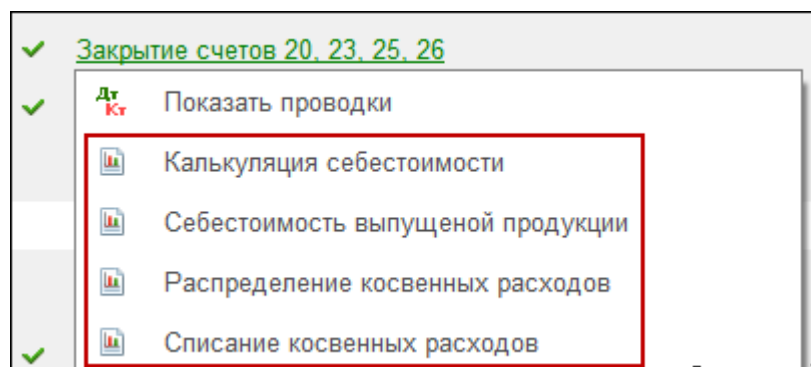 Закрытие счетов 20, 23, 25, 26
Дт Кт Показать проводки
Калькуляция себестоимости
Себестоимость выпущеной продукции
Распределение косвенных расходов
Списание косвенных расходов